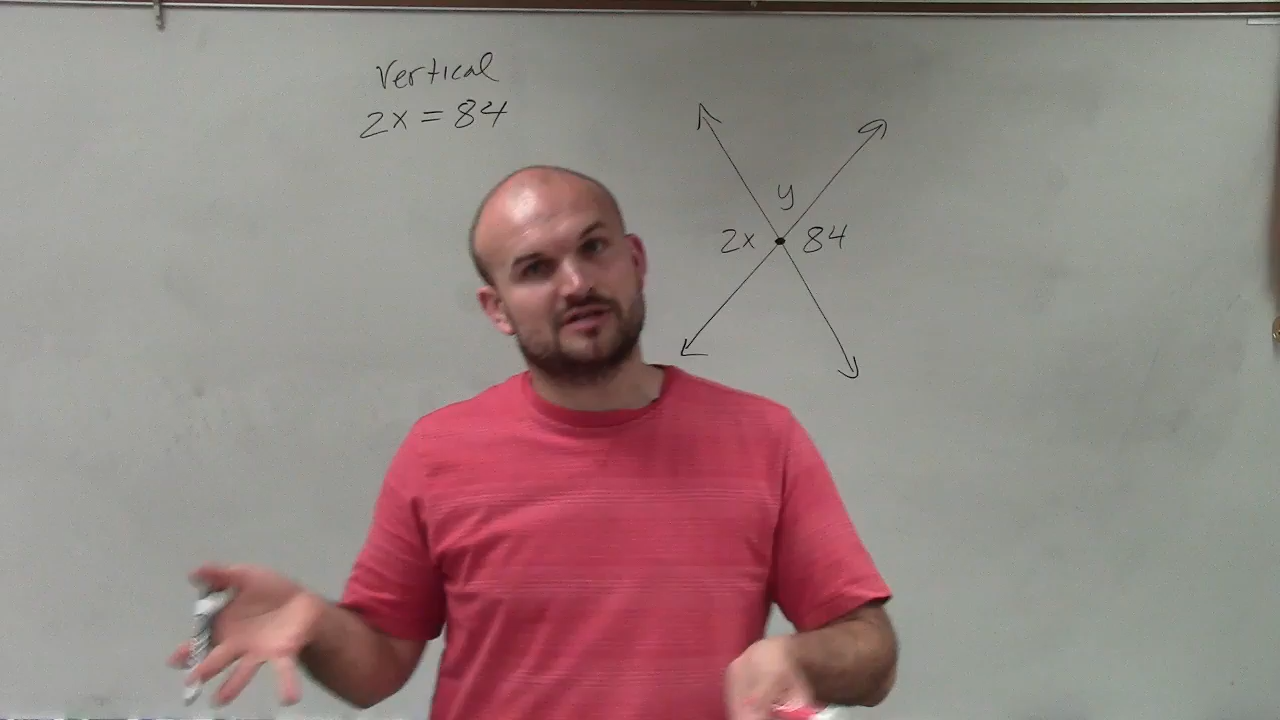 Vertical
2x = 84
y
2x 84